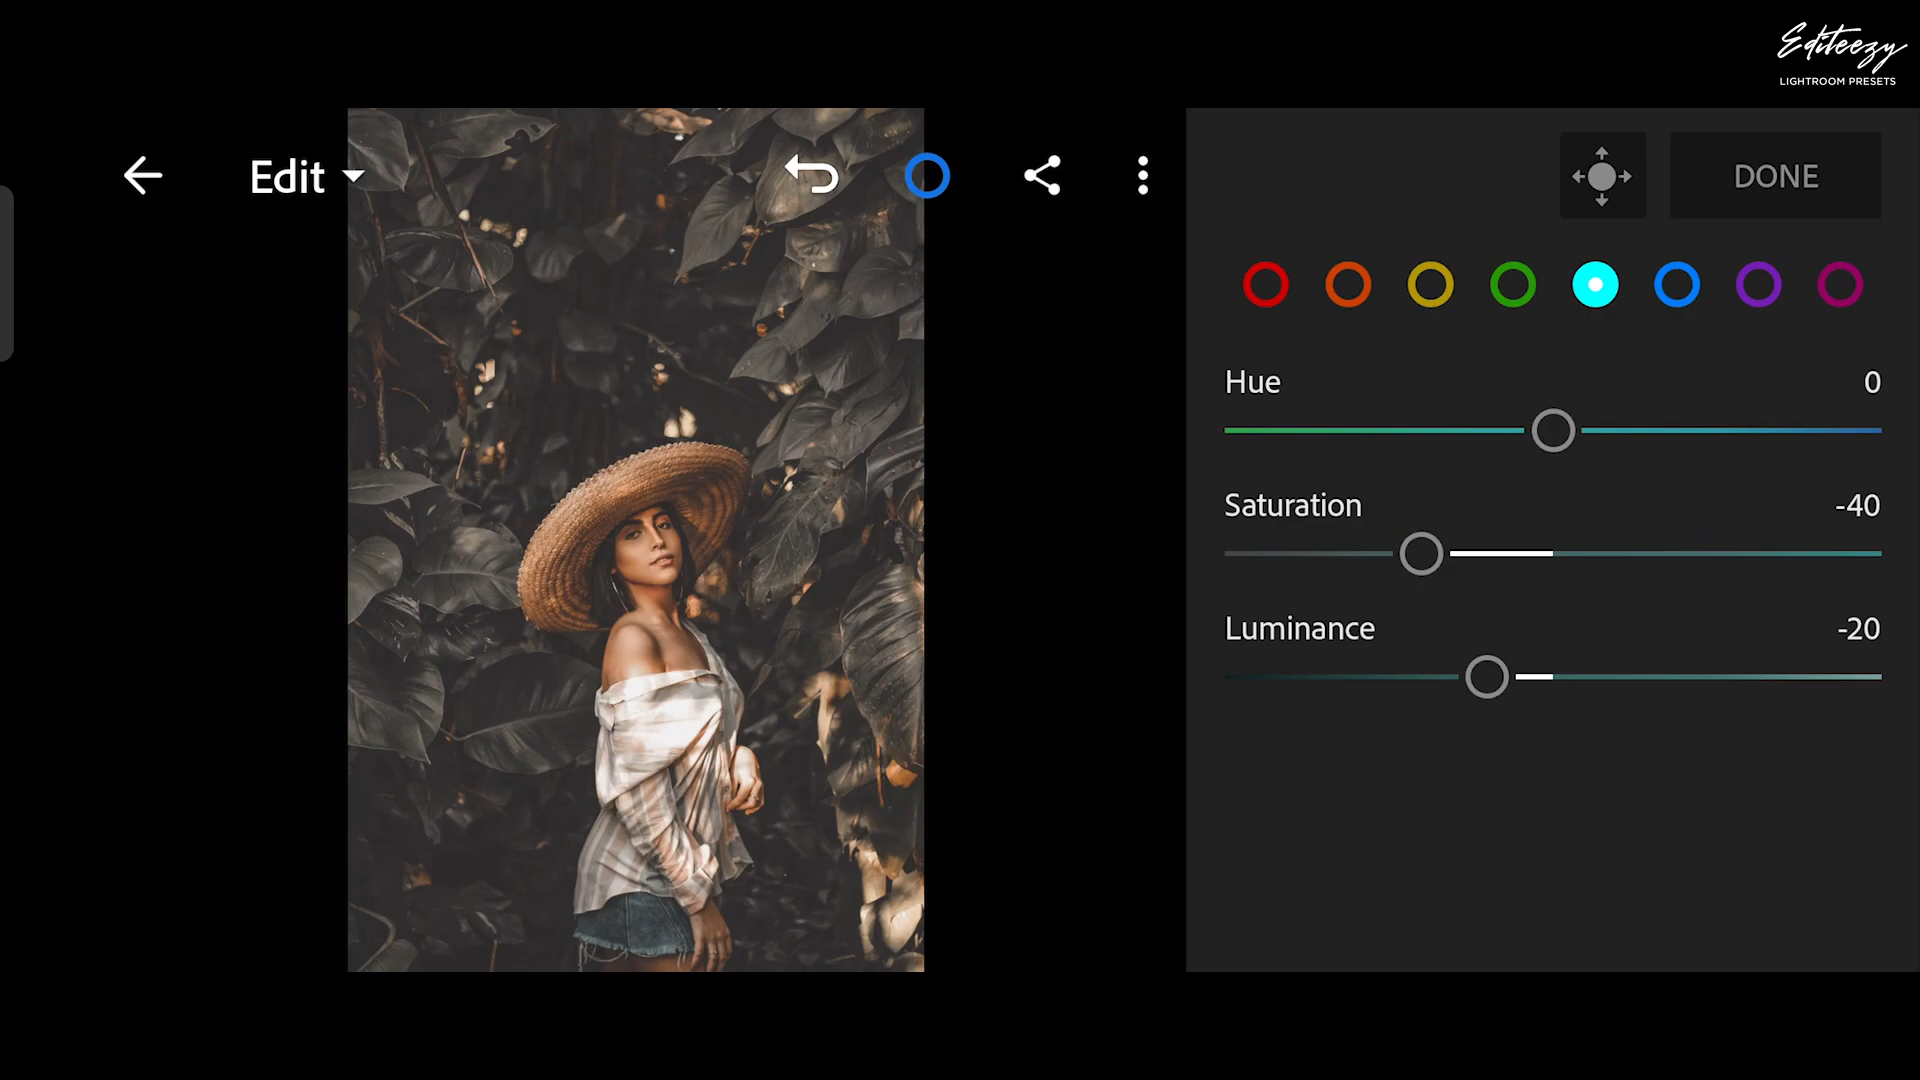 Editeezy
LIGHTROOM PRESETS
Edit
DONE
Hue 0
Saturation -40
Luminance -20